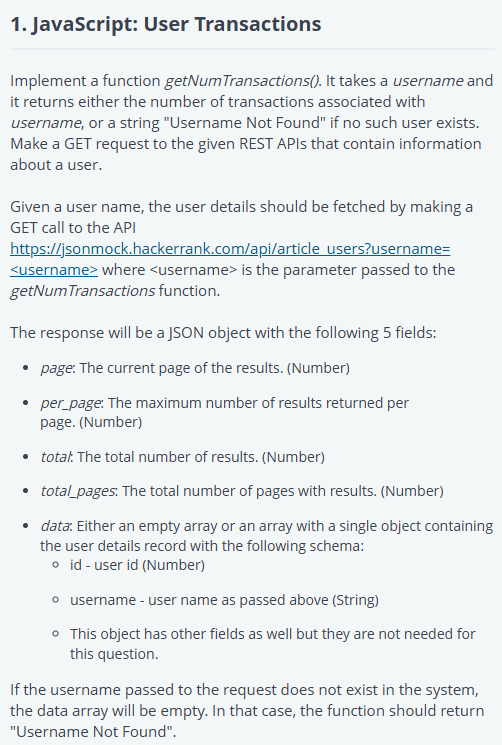 1. JavaScript: User Transactions
Implement a function getNumTransactions(). It takes a username and
it returns either the number of transactions associated with
username, or a string "Username Not Found" if no such user exists.
Make a GET request to the given REST APIs that contain information
about a user.
Given a user name, the user details should be fetched by making a
GET call to the API
https://jsonmock.hackerrank.com/api/article_users?username=
<username> where <username> is the parameter passed to the
getNumTransactions function.
The response will be a JSON object with the following 5 fields:
• page: The current page of the results. (Number)
• per_page: The maximum number of results returned per
page. (Number)
• total: The total number of results. (Number)
• total_pages: The total number of pages with results. (Number)
• data: Either an empty array or an array with a single object containing
the user details record with the following schema:
○ id - user id (Number)
○ username - user name as passed above (String)
○ This object has other fields as well but they are not needed for
this question.
If the username passed to the request does not exist in the system,
the data array will be empty. In that case, the function should return
"Username Not Found".